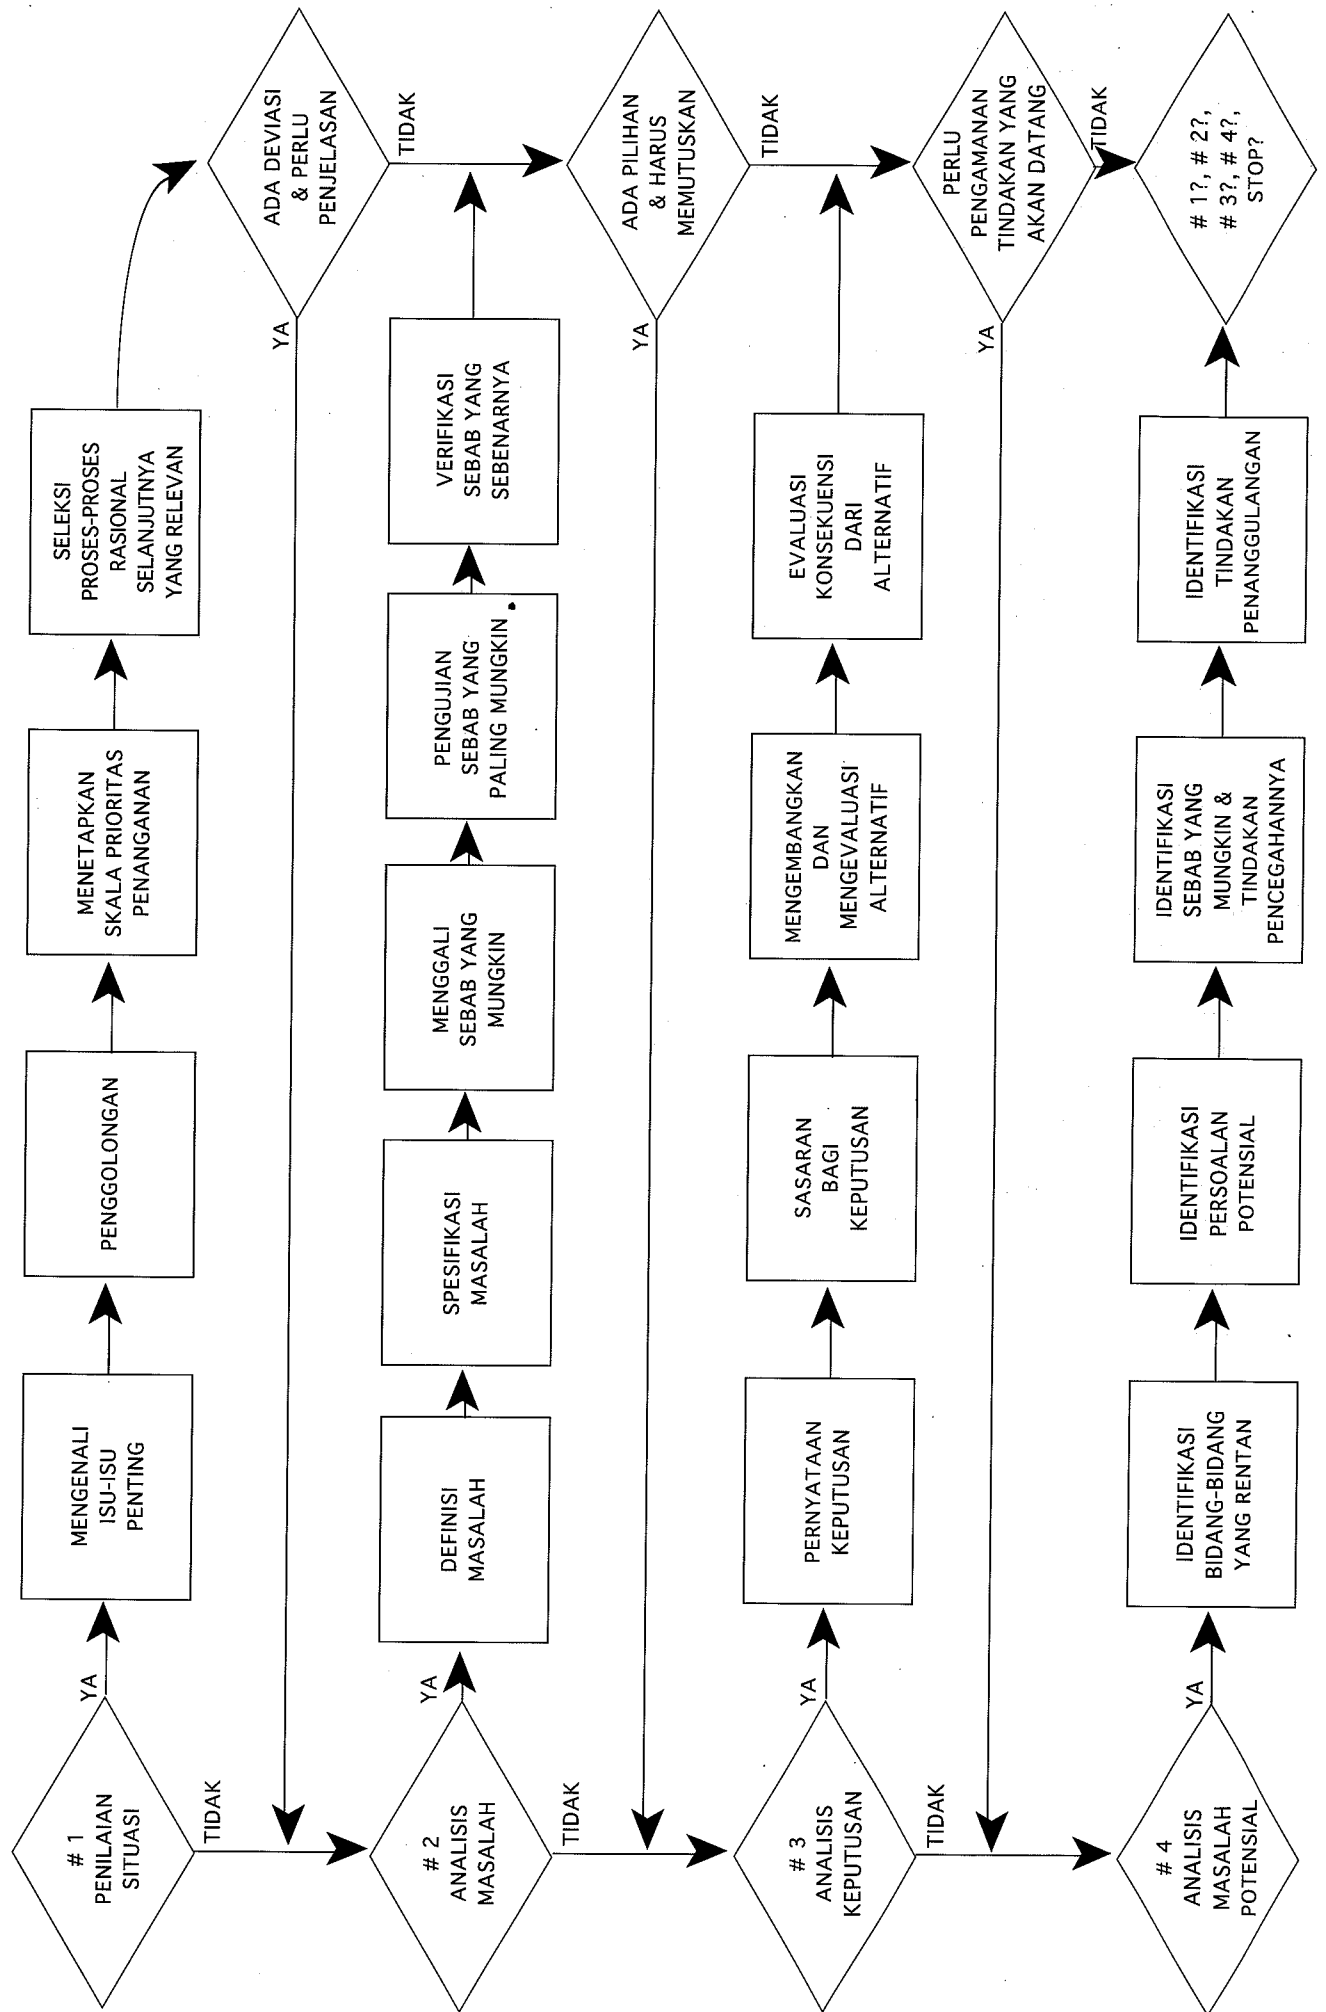 # 1
PENILAIAN
SITUASI
YA
TIDAK
MENGENALI
ISU-ISU
PENTING
PENGGOLONGAN
MENETAPKAN
SKALA PRIORITAS
PENANGANAN
SELEKSI
PROSES-PROSES
RASIONAL
SELANJUTNYA
YANG RELEVAN
ADA DEVIASI
& PERLU
PENJELASAN
YA
TIDAK
# 2
ANALISIS
MASALAH
YA
TIDAK
DEFINISI
MASALAH
SPESIFIKASI
MASALAH
MENGGALI
SEBAB YANG
MUNGKIN
PENGUJIAN
SEBAB YANG
PALING MUNGKIN
VERIFIKASI
SEBAB YANG
SEBENARNYA
ADA PILIHAN
& HARUS
MEMUTUSKAN
YA
TIDAK
# 3
ANALISIS
KEPUTUSAN
YA
TIDAK
PERNYATAAN
KEPUTUSAN
SASARAN
BAGI
KEPUTUSAN
MENGEMBANGKAN
DAN
MENGEVALUASI
ALTERNATIF
EVALUASI
KONSEKUENSI
DARI
ALTERNATIF
PERLU
PENGAMANAN
TINDAKAN YANG
AKAN DATANG
YA
TIDAK
# 4
ANALISIS
MASALAH
POTENSIAL
YA
IDENTIFIKASI
BIDANG-BIDANG
YANG RENTAN
IDENTIFIKASI
PERSOALAN
POTENSIAL
IDENTIFIKASI
SEBAB YANG
MUNGKIN &
TINDAKAN
PENCEGAHANNYA
IDENTIFIKASI
TINDAKAN
PENANGGULANGAN
# 1?, # 2?,
# 3?, # 4?,
STOP?